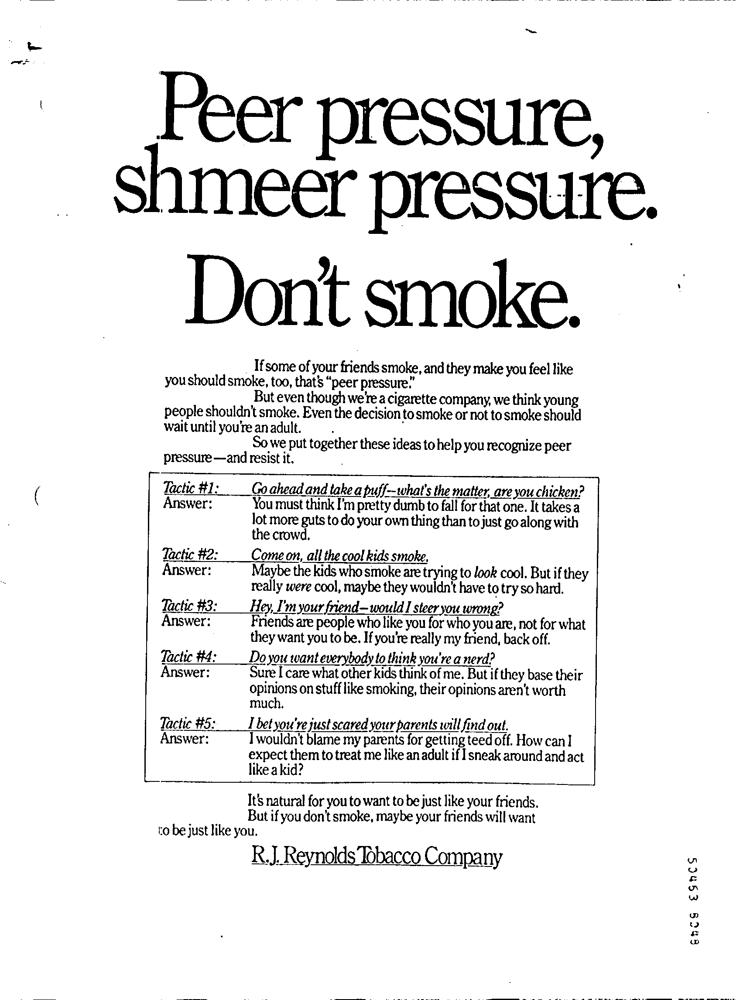 Peer pressure,
shmeer pressure.
Don't smoke.
If some of your friends smoke, and they make you feel like
you should smoke, too, that's "peer pressure."
But even though we're a cigarette company, we think young
people shouldn't smoke. Even the decision to smoke or not to smoke should
wait until you're an adult.
So we put together these ideas to help you recognize peer
pressure—and resist it.
Tactic #1: Go ahead and take a puff—what's the matter, are you chicken?
Answer: You must think I'm pretty dumb to fall for that one. It takes a
lot more guts to do your own thing than to just go along with
the crowd.
Tactic #2: Come on, all the cool kids smoke.
Answer: Maybe the kids who smoke are trying to look cool. But if they
really were cool, maybe they wouldn't have to try so hard.
Tactic #3: Hey, I'm your friend—would I steer you wrong?
Answer: Friends are people who like you for who you are, not for what
they want you to be. If you're really my friend, back off.
Tactic #4: Do you want everybody to think you're a nerd?
Answer: Sure I care what other kids think of me. But if they base their
opinions on stuff like smoking, their opinions aren't worth
much.
Tactic #5: I bet you're just scared your parents will find out.
Answer: I wouldn't blame my parents for getting teed off. How can I
expect them to treat me like an adult if I sneak around and act
like a kid?
It's natural for you to want to be just like your friends.
But if you don't smoke, maybe your friends will want
to be just like you.
R.J. Reynolds Tobacco Company